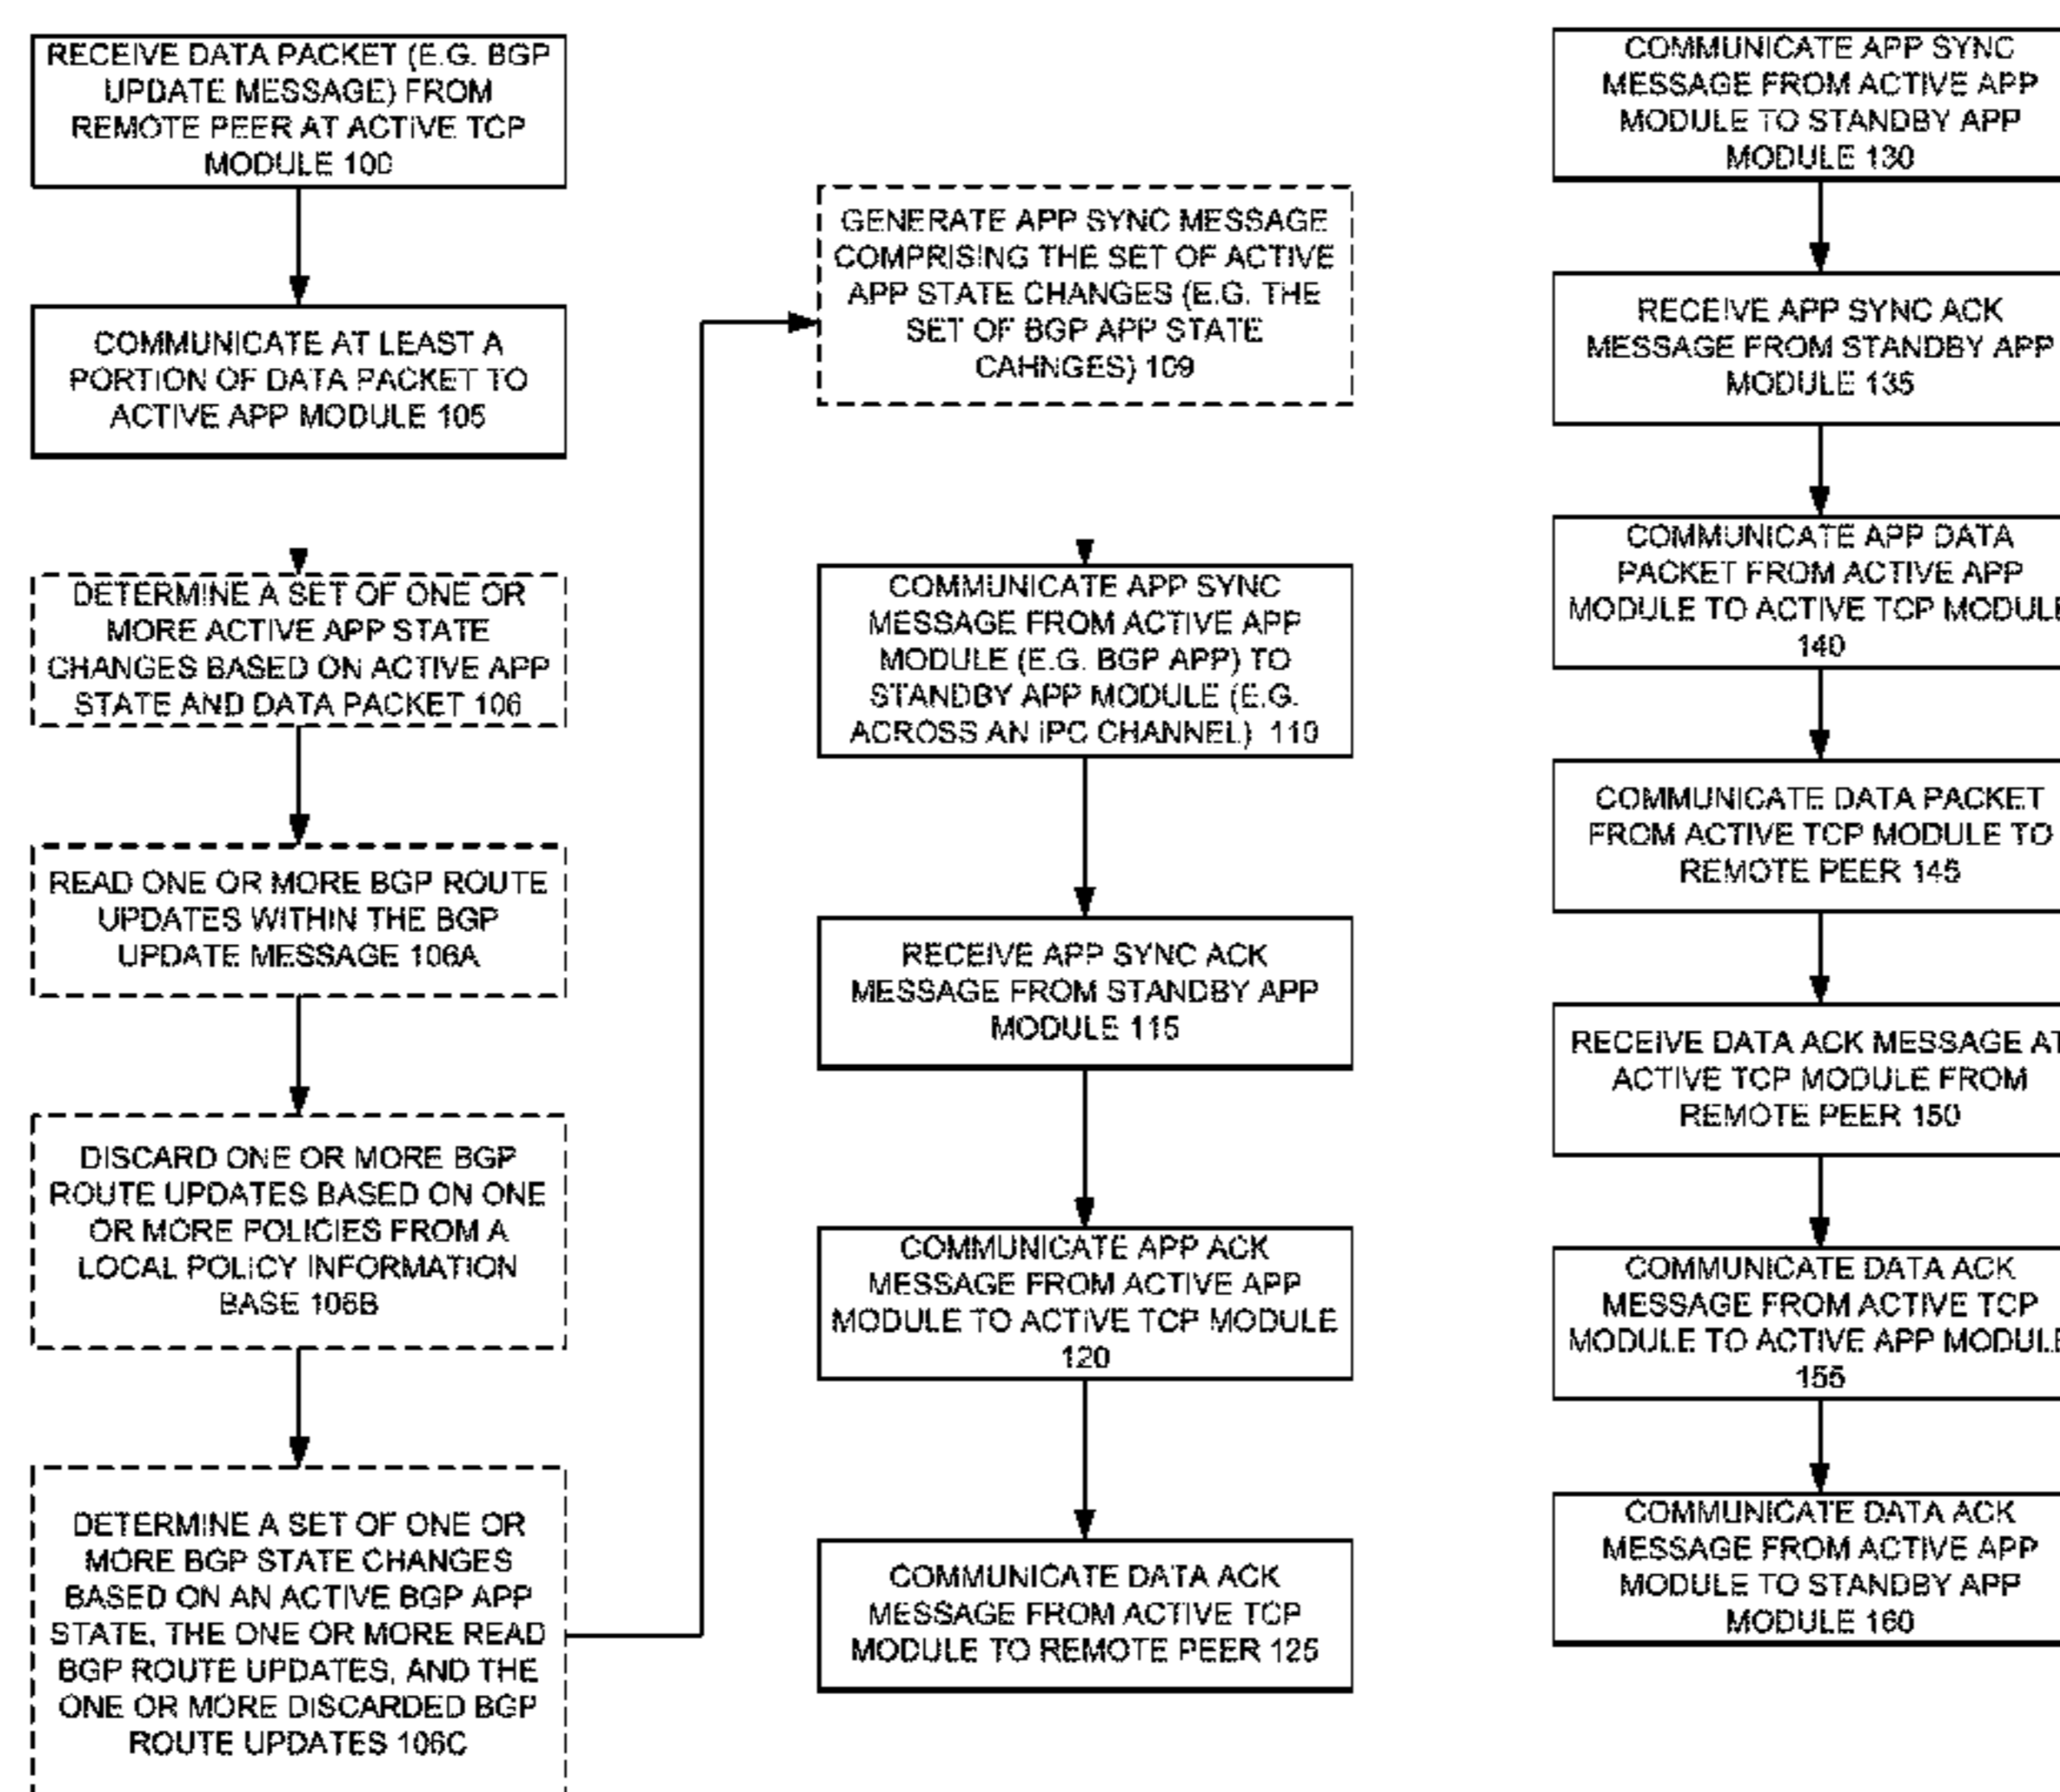 RECEIVE DATA PACKET (E.G. BGP
UPDATE MESSAGE) FROM
REMOTE PEER AT ACTIVE TCP
MODULE 100
COMMUNICATE AT LEAST A
PORTION OF DATA PACKET TO
ACTIVE APP MODULE 105
DETERMINE A SET OF ONE OR
MORE ACTIVE APP STATE
CHANGES BASED ON ACTIVE APP
STATE AND DATA PACKET 106
READ ONE OR MORE BGP ROUTE
UPDATES WITHIN THE BGP
UPDATE MESSAGE 106A
DISCARD ONE OR MORE BGP
ROUTE UPDATES BASED ON ONE
OR MORE POLICIES FROM A
LOCAL POLICY INFORMATION
BASE 106B
DETERMINE A SET OF ONE OR
MORE BGP STATE CHANGES
BASED ON AN ACTIVE BGP APP
STATE, THE ONE OR MORE READ
BGP ROUTE UPDATES, AND THE
ONE OR MORE DISCARDED BGP
ROUTE UPDATES 106C
GENERATE APP SYNC MESSAGE
COMPRISING THE SET OF ACTIVE
APP STATE CHANGES (E.G. THE
SET OF BGP APP STATE
CAHNGES) 109
COMMUNICATE APP SYNC
MESSAGE FROM ACTIVE APP
MODULE (E.G. BGP APP) TO
STANDBY APP MODULE (E.G.
ACROSS AN IPC CHANNEL) 110
RECEIVE APP SYNC ACK
MESSAGE FROM STANDBY APP
MODULE 115
COMMUNICATE APP ACK
MESSAGE FROM ACTIVE APP
MODULE TO ACTIVE TCP MODULE
120
COMMUNICATE DATA ACK
MESSAGE FROM ACTIVE TCP
MODULE TO REMOTE PEER 125
COMMUNICATE APP SYNC
MESSAGE FROM ACTIVE APP
MODULE TO STANDBY APP
MODULE 130
RECEIVE APP SYNC ACK
MESSAGE FROM STANDBY APP
MODULE 135
COMMUNICATE APP DATA
PACKET FROM ACTIVE APP
MODULE TO ACTIVE TCP MODULE
140
COMMUNICATE DATA PACKET
FROM ACTIVE TCP MODULE TO
REMOTE PEER 145
RECEIVE DATA ACK MESSAGE AT
ACTIVE TCP MODULE FROM
REMOTE PEER 150
COMMUNICATE DATA ACK
MESSAGE FROM ACTIVE TCP
MODULE TO ACTIVE APP MODULE
155
COMMUNICATE DATA ACK
MESSAGE FROM ACTIVE APP
MODULE TO STANDBY APP
MODULE 160